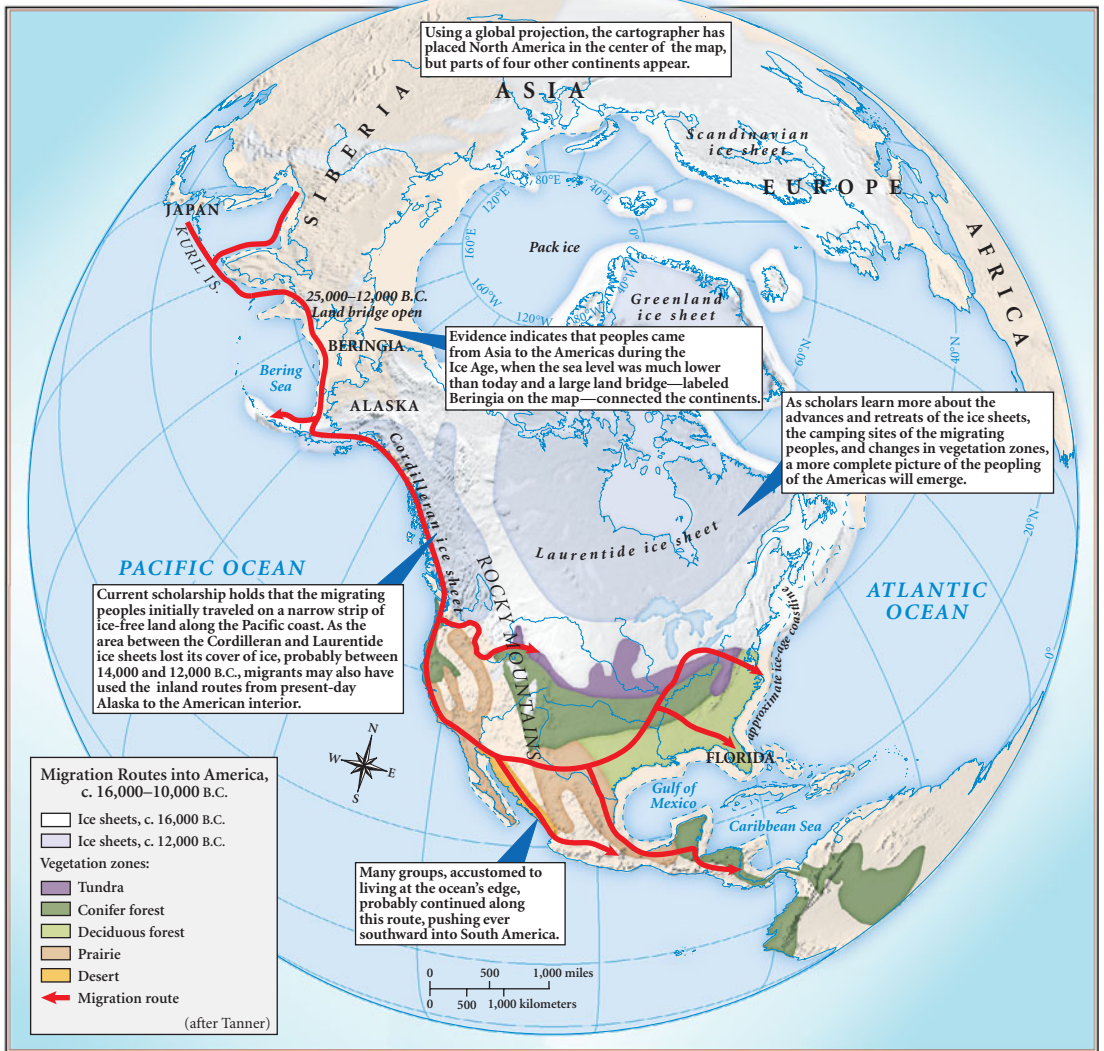 Using a global projection, the cartographer has
placed North America in the center of the map,
but parts of four other continents appear.
ASIA
Scandinavian
ice sheet
EUROPE
AFRICA
SIBERIA
JAPAN
KURIL IS.
120°E
80°E
40°E
160°E
0°
160°W
120°W
80°W
40°W
Pack ice
Greenland
ice sheet
60°N
40°N
20°N
0°
25,000–12,000 B.C.
Land bridge open
BERINGIA
Evidence indicates that peoples came
from Asia to the Americas during the
Ice Age, when the sea level was much lower
than today and a large land bridge—labeled
Beringia on the map—connected the continents.
Bering
Sea
ALASKA
As scholars learn more about the
advances and retreats of the ice sheets,
the camping sites of the migrating
peoples, and changes in vegetation zones,
a more complete picture of the peopling
of the Americas will emerge.
Cordilleran ice sheet
Laurentide ice sheet
ROCKY MOUNTAINS
PACIFIC OCEAN
ATLANTIC
OCEAN
Current scholarship holds that the migrating
peoples initially traveled on a narrow strip of
ice-free land along the Pacific coast. As the
area between the Cordilleran and Laurentide
ice sheets lost its cover of ice, probably between
14,000 and 12,000 B.C., migrants may also have
used the inland routes from present-day
Alaska to the American interior.
approximate ice-age coastline
FLORIDA
Gulf of
Mexico
Caribbean Sea
N
W
E
S
Many groups, accustomed to
living at the ocean's edge,
probably continued along
this route, pushing ever
southward into South America.
Migration Routes into America,
c. 16,000–10,000 B.C.
Ice sheets, c. 16,000 B.C.
Ice sheets, c. 12,000 B.C.
Vegetation zones:
Tundra
Conifer forest
Deciduous forest
Prairie
Desert
Migration route
(after Tanner)
0 500 1,000 miles
0 500 1,000 kilometers